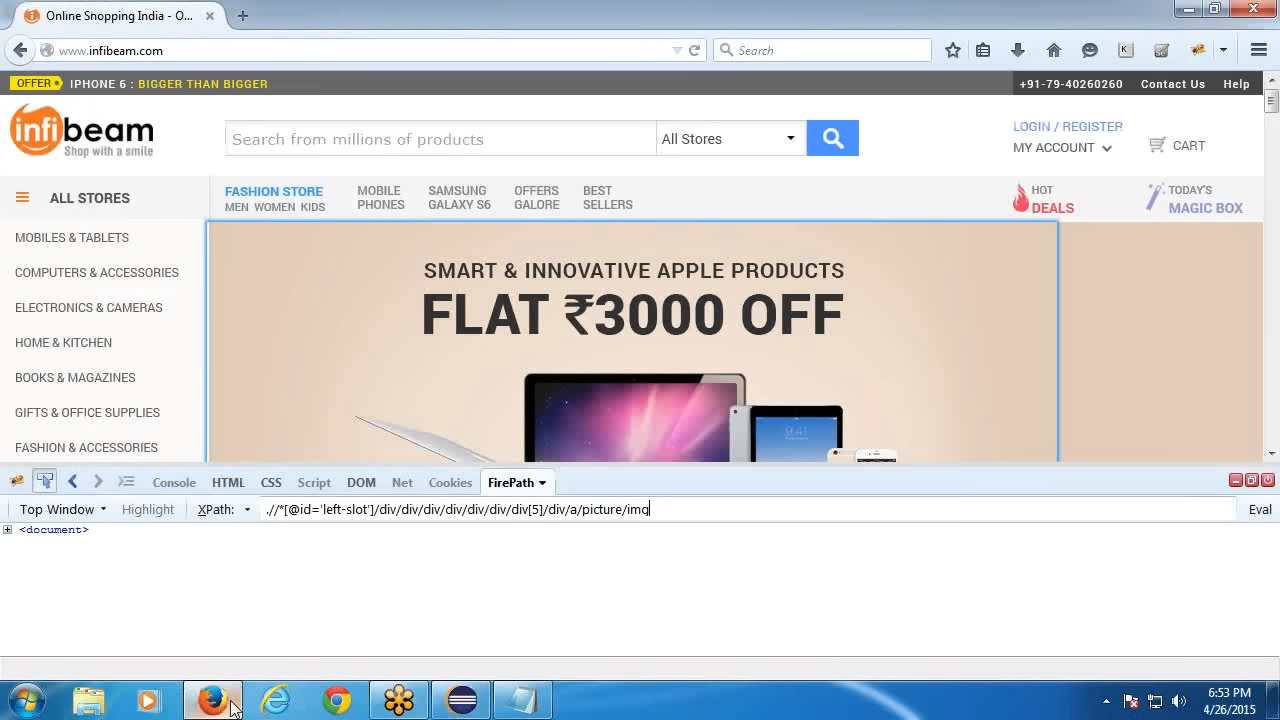 Online Shopping India - O...
www.infibeam.com
Search
OFFER IPHONE 6 : BIGGER THAN BIGGER
+91-79-40260260 Contact Us Help
infibeam
Shop with a smile
Search from millions of products
All Stores
LOGIN / REGISTER
MY ACCOUNT
CART
ALL STORES
FASHION STORE
MEN WOMEN KIDS
MOBILE
PHONES
SAMSUNG
GALAXY S6
OFFERS
GALORE
BEST
SELLERS
HOT
DEALS
TODAY'S
MAGIC BOX
MOBILES & TABLETS
COMPUTERS & ACCESSORIES
ELECTRONICS & CAMERAS
HOME & KITCHEN
BOOKS & MAGAZINES
GIFTS & OFFICE SUPPLIES
FASHION & ACCESSORIES
SMART & INNOVATIVE APPLE PRODUCTS
FLAT ₹3000 OFF
9:41
Console HTML CSS Script DOM Net Cookies FirePath
Top Window Highlight XPath: .//*[@id='left-slot']/div/div/div/div/div/div/div[5]/div/a/picture/img Eval
<document>
6:53 PM
4/26/2015